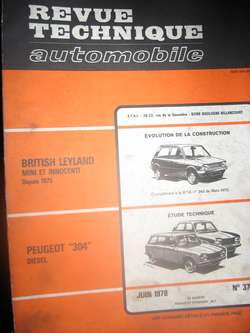 REVUE
TECHNIQUE
automobile
BRITISH LEYLAND
MINI ET INNOCENTI
Depuis 1975
ÉVOLUTION DE LA CONSTRUCTION
ÉTUDE TECHNIQUE
PEUGEOT "304"
DIESEL
JUIN 1978
N° 37